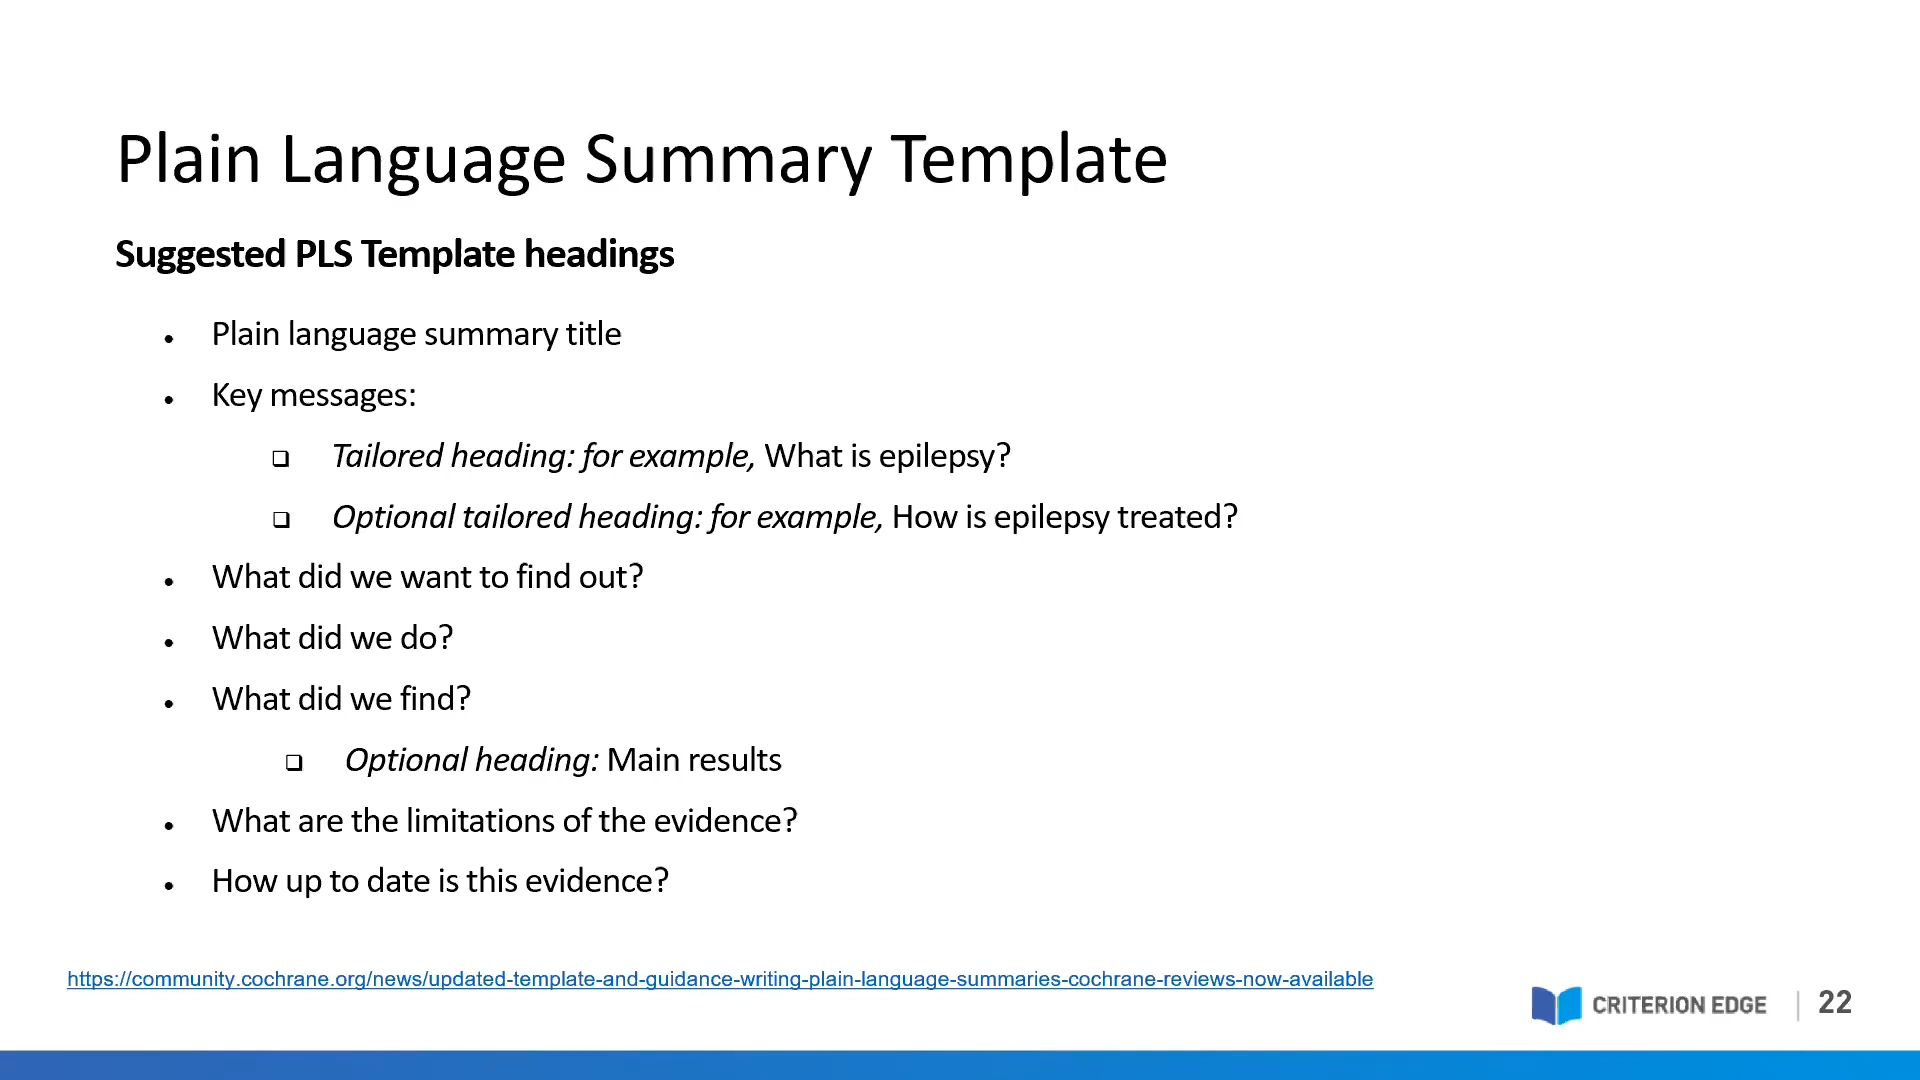 Plain Language Summary Template
Suggested PLS Template headings
• Plain language summary title
• Key messages:
❑ Tailored heading: for example, What is epilepsy?
❑ Optional tailored heading: for example, How is epilepsy treated?
• What did we want to find out?
• What did we do?
• What did we find?
❑ Optional heading: Main results
• What are the limitations of the evidence?
• How up to date is this evidence?
https://community.cochrane.org/news/updated-template-and-guidance-writing-plain-language-summaries-cochrane-reviews-now-available
CRITERION EDGE | 22